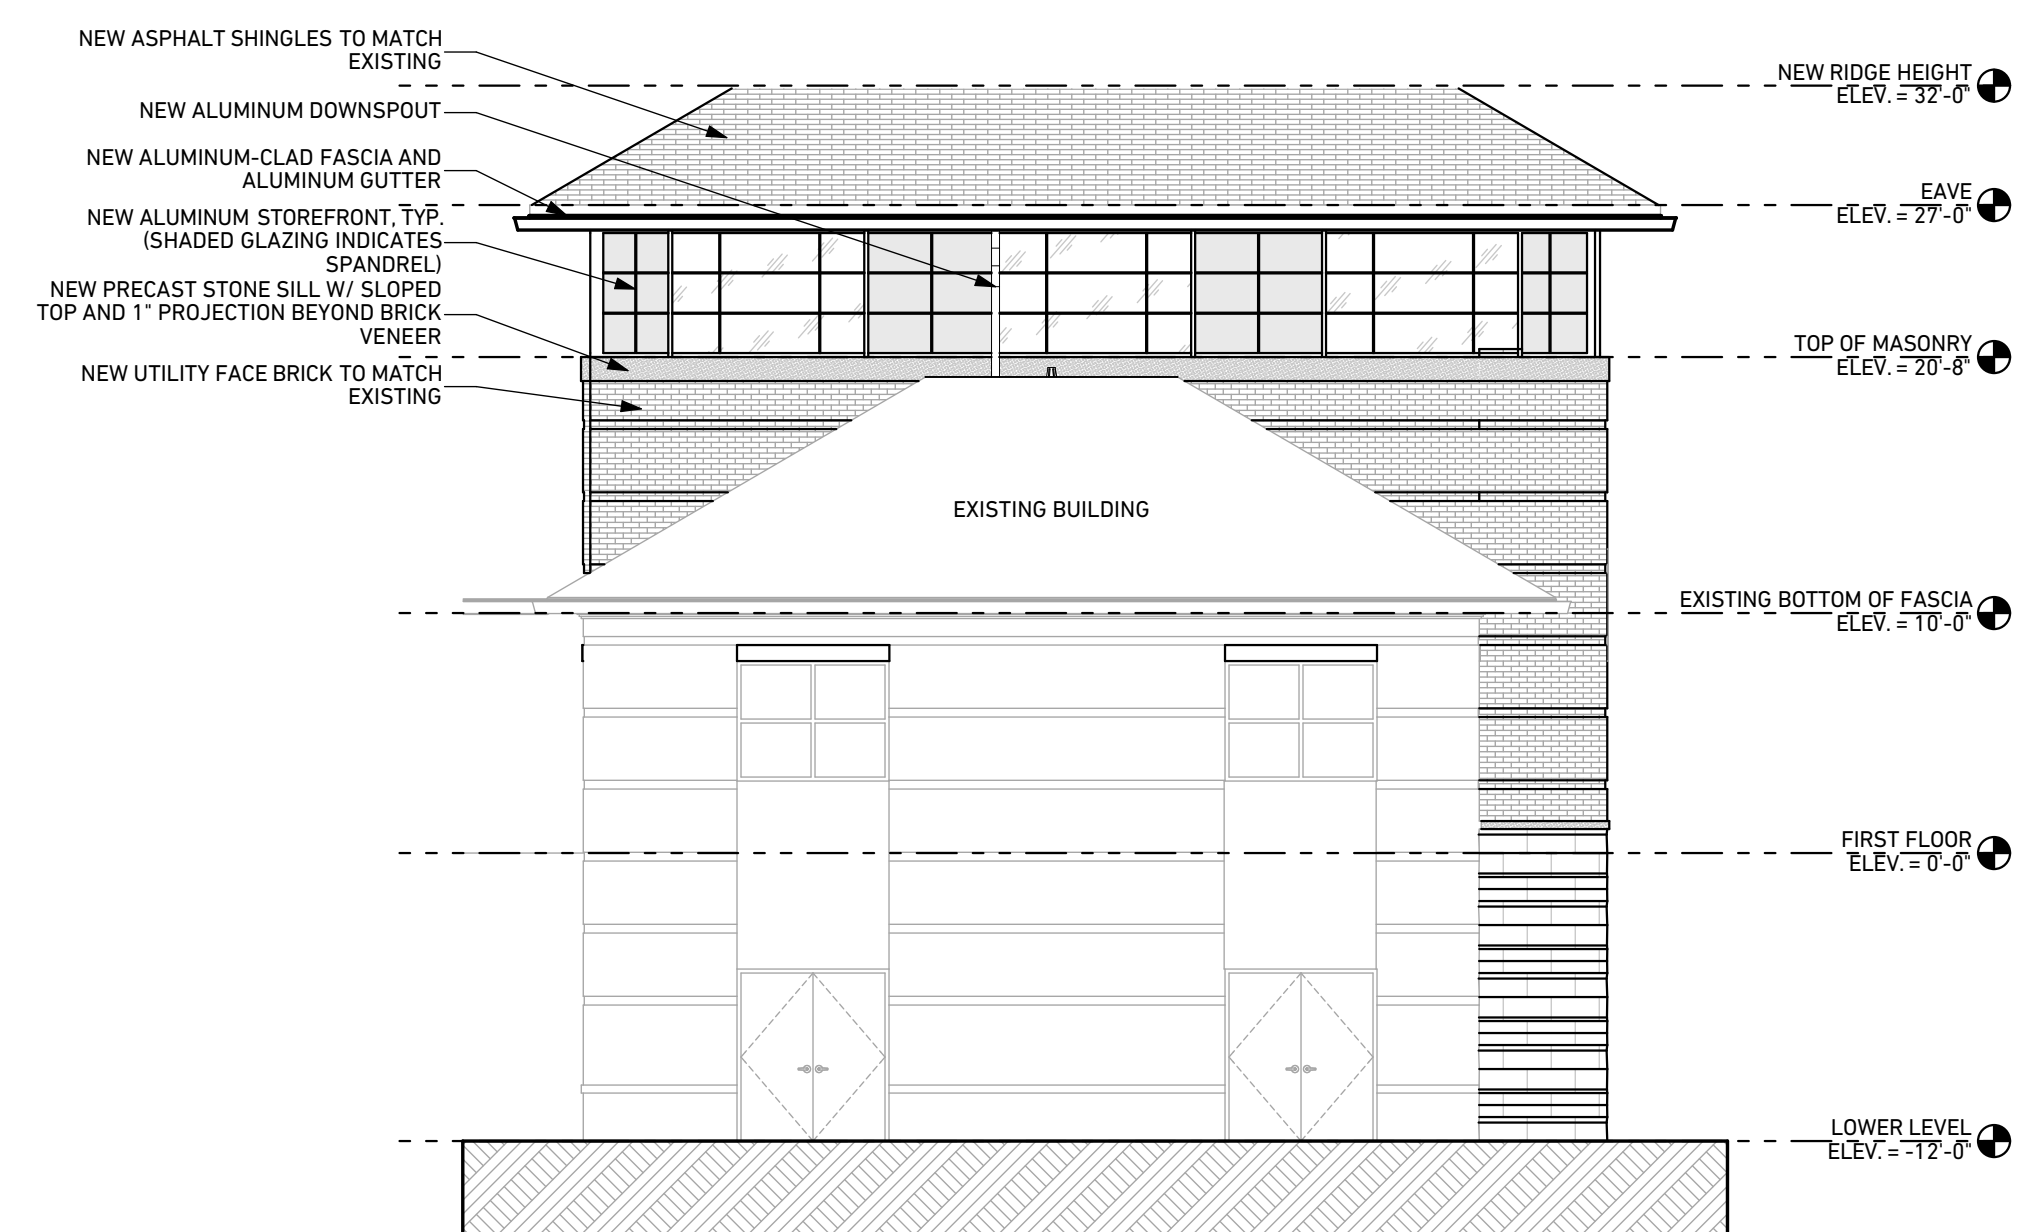 NEW ASPHALT SHINGLES TO MATCH
EXISTING
NEW ALUMINUM DOWNSPOUT
NEW ALUMINUM-CLAD FASCIA AND
ALUMINUM GUTTER
NEW ALUMINUM STOREFRONT, TYP.
(SHADED GLAZING INDICATES
SPANDREL)
NEW PRECAST STONE SILL W/ SLOPED
TOP AND 1" PROJECTION BEYOND BRICK
VENEER
NEW UTILITY FACE BRICK TO MATCH
EXISTING
EXISTING BUILDING
NEW RIDGE HEIGHT
ELEV. = 32'-0"
EAVE
ELEV. = 27'-0"
TOP OF MASONRY
ELEV. = 20'-8"
EXISTING BOTTOM OF FASCIA
ELEV. = 10'-0"
FIRST FLOOR
ELEV. = 0'-0"
LOWER LEVEL
ELEV. = -12'-0"